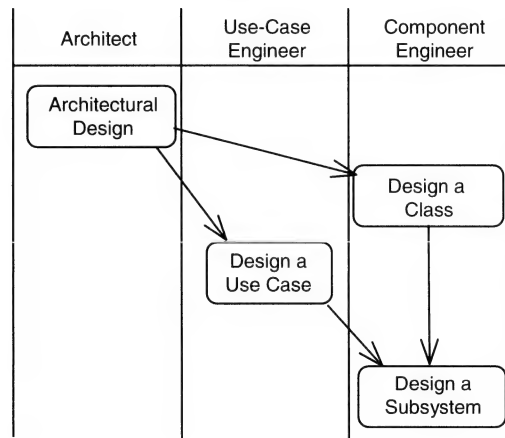 Architect
Use-Case
Engineer
Component
Engineer
Architectural
Design
Design a
Class
Design a
Use Case
Design a
Subsystem